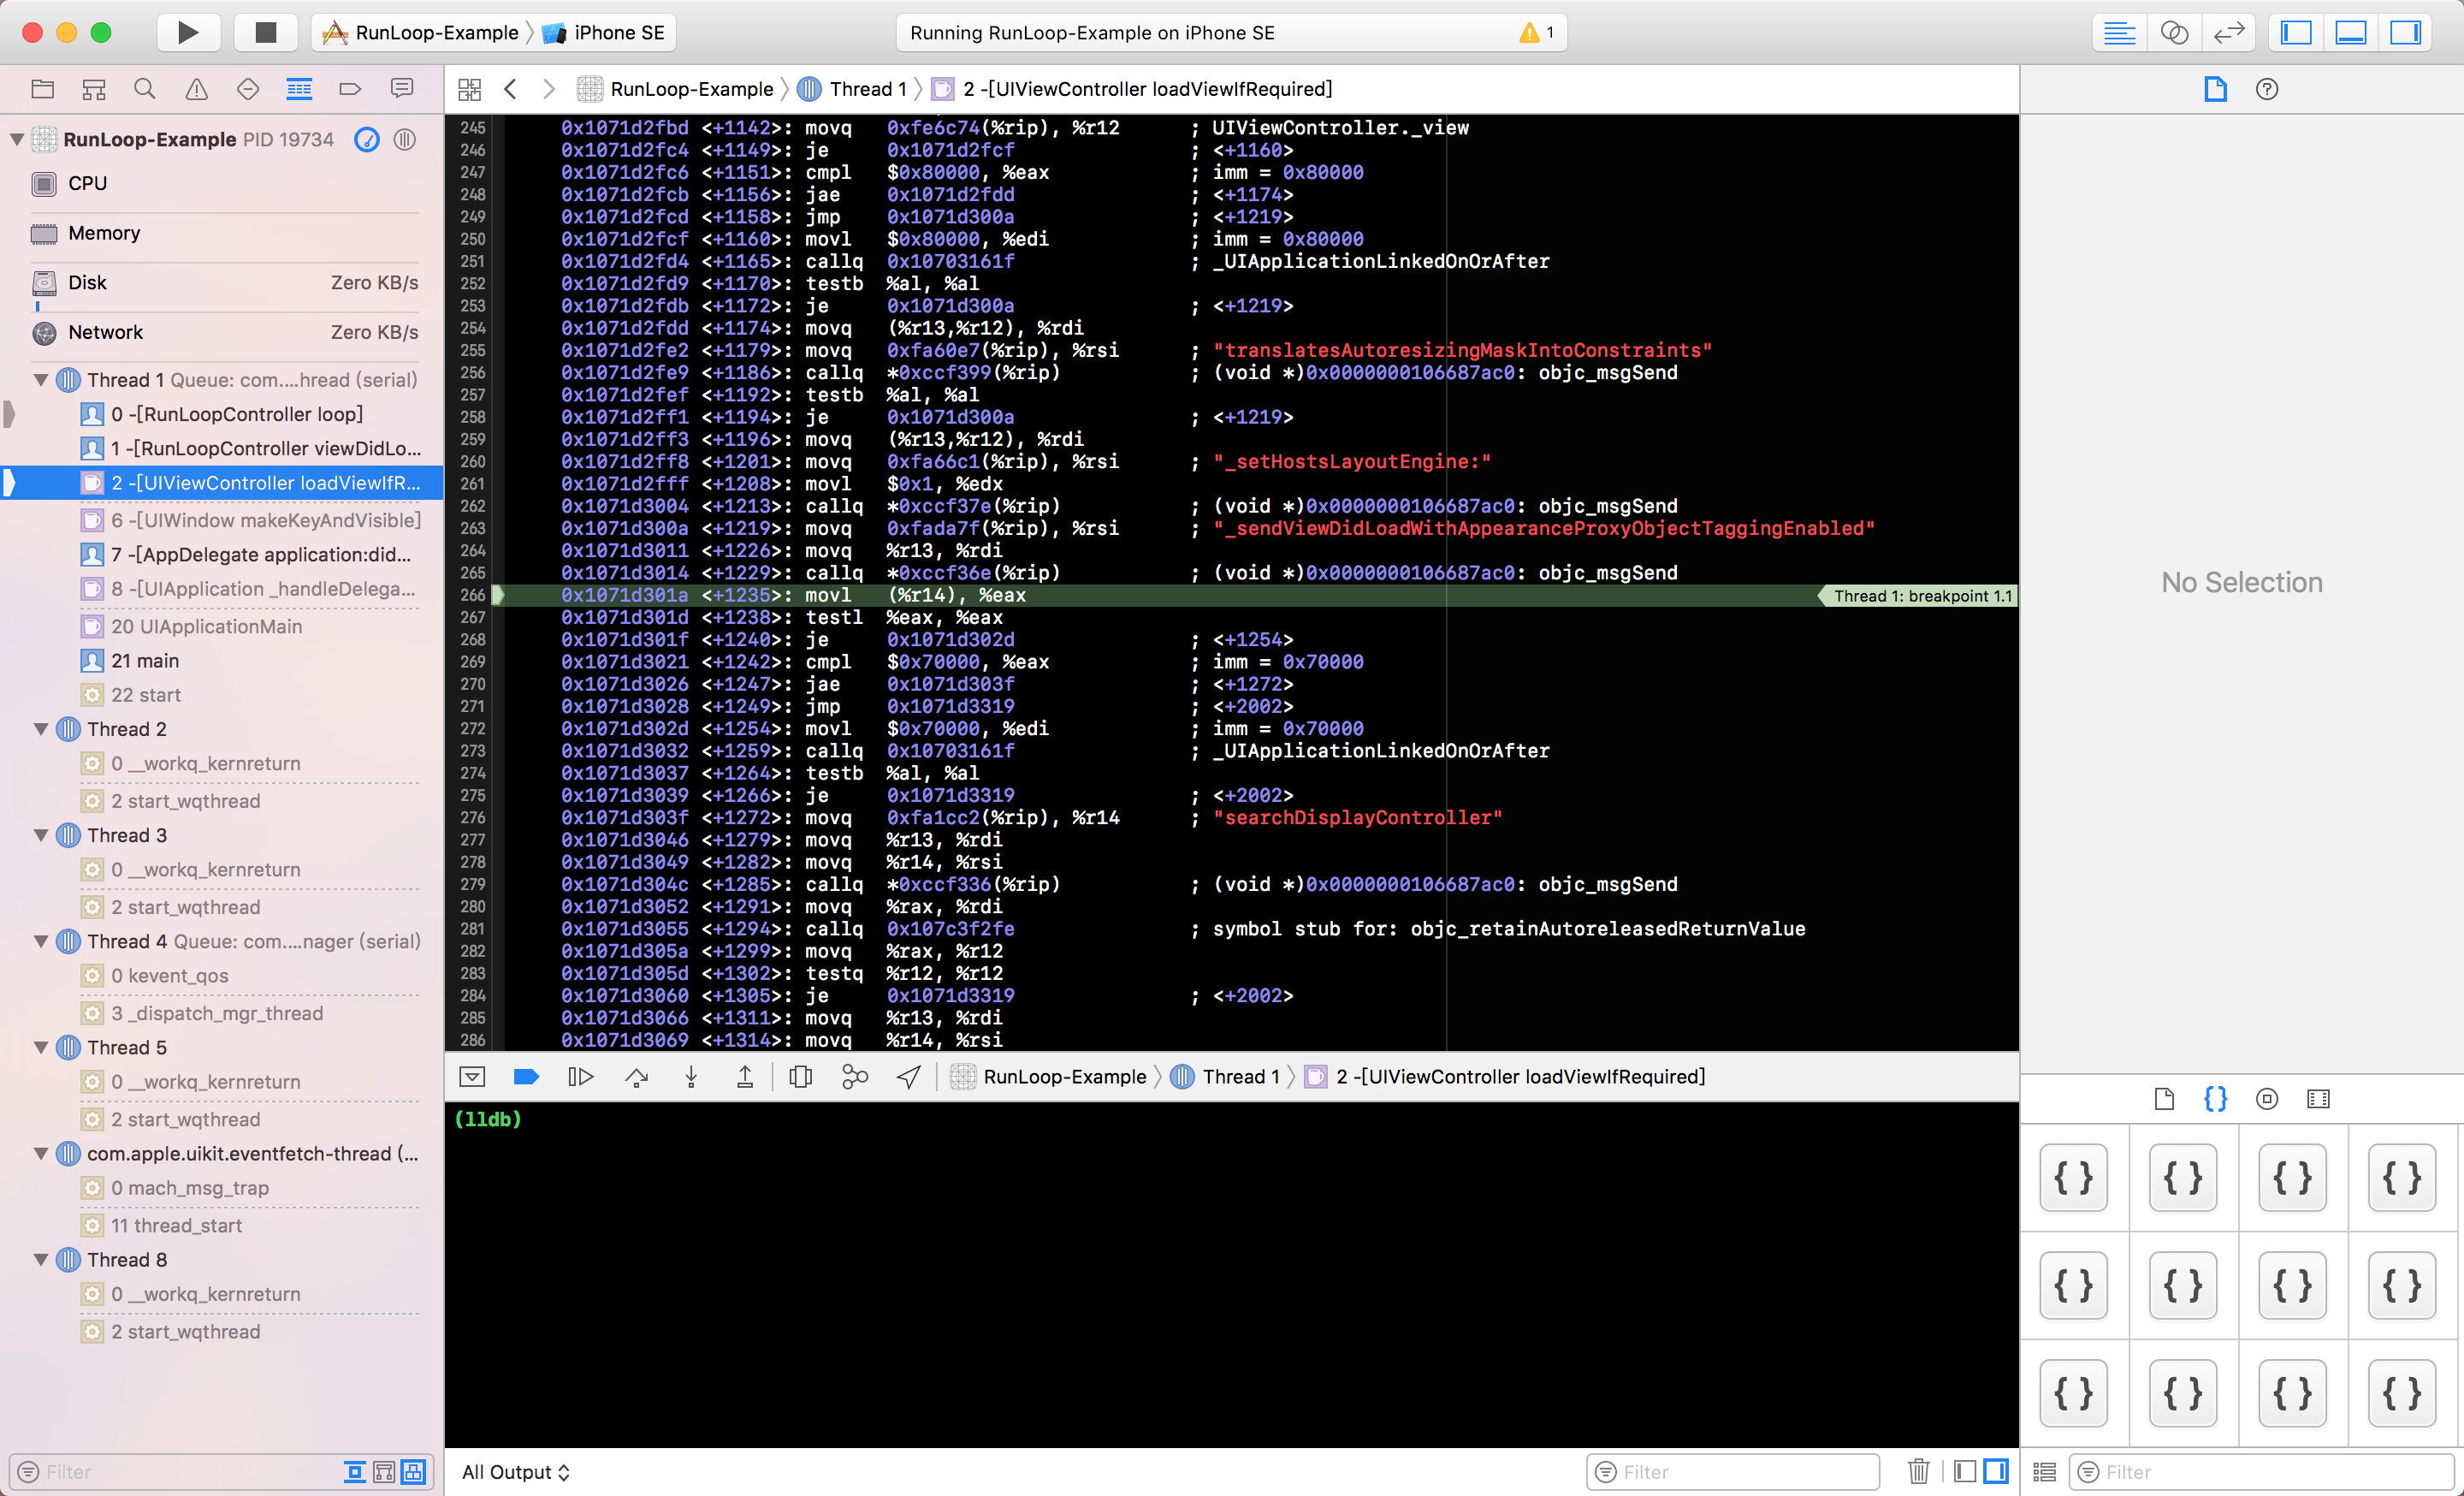 RunLoop-Example 〉 iPhone SE
Running RunLoop-Example on iPhone SE
1
RunLoop-Example 〉 Thread 1 〉 2 -[UIViewController loadViewIfRequired]
RunLoop-Example PID 19734
CPU
Memory
Disk Zero KB/s
Network Zero KB/s
Thread 1 Queue: com....hread (serial)
0 -[RunLoopController loop]
1 -[RunLoopController viewDidLo...
2 -[UIViewController loadViewIfR...
6 -[UIWindow makeKeyAndVisible]
7 -[AppDelegate application:did...
8 -[UIApplication _handleDelega...
20 UIApplicationMain
21 main
22 start
Thread 2
0 __workq_kernreturn
2 start_wqthread
Thread 3
0 __workq_kernreturn
2 start_wqthread
Thread 4 Queue: com....nager (serial)
0 kevent_qos
3 _dispatch_mgr_thread
Thread 5
0 __workq_kernreturn
2 start_wqthread
com.apple.uikit.eventfetch-thread (...
0 mach_msg_trap
11 thread_start
Thread 8
0 __workq_kernreturn
2 start_wqthread
Filter
245 0x1071d2fbd <+1142>: movq 0xfe6c74(%rip), %r12 ; UIViewController._view
246 0x1071d2fc4 <+1149>: je 0x1071d2fcf ; <+1160>
247 0x1071d2fc6 <+1151>: cmpl $0x80000, %eax ; imm = 0x80000
248 0x1071d2fcb <+1156>: jae 0x1071d2fdd ; <+1174>
249 0x1071d2fcd <+1158>: jmp 0x1071d300a ; <+1219>
250 0x1071d2fcf <+1160>: movl $0x80000, %edi ; imm = 0x80000
251 0x1071d2fd4 <+1165>: callq 0x10703161f ; _UIApplicationLinkedOnOrAfter
252 0x1071d2fd9 <+1170>: testb %al, %al
253 0x1071d2fdb <+1172>: je 0x1071d300a ; <+1219>
254 0x1071d2fdd <+1174>: movq (%r13,%r12), %rdi
255 0x1071d2fe2 <+1179>: movq 0xfa60e7(%rip), %rsi ; "translatesAutoresizingMaskIntoConstraints"
256 0x1071d2fe9 <+1186>: callq *0xccf399(%rip) ; (void *)0x0000000106687ac0: objc_msgSend
257 0x1071d2fef <+1192>: testb %al, %al
258 0x1071d2ff1 <+1194>: je 0x1071d300a ; <+1219>
259 0x1071d2ff3 <+1196>: movq (%r13,%r12), %rdi
260 0x1071d2ff8 <+1201>: movq 0xfa66c1(%rip), %rsi ; "_setHostsLayoutEngine:"
261 0x1071d2fff <+1208>: movl $0x1, %edx
262 0x1071d3004 <+1213>: callq *0xccf37e(%rip) ; (void *)0x0000000106687ac0: objc_msgSend
263 0x1071d300a <+1219>: movq 0xfada7f(%rip), %rsi ; "_sendViewDidLoadWithAppearanceProxyObjectTaggingEnabled"
264 0x1071d3011 <+1226>: movq %r13, %rdi
265 0x1071d3014 <+1229>: callq *0xccf36e(%rip) ; (void *)0x0000000106687ac0: objc_msgSend
266 0x1071d301a <+1235>: movl (%r14), %eax Thread 1: breakpoint 1.1
267 0x1071d301d <+1238>: testl %eax, %eax
268 0x1071d301f <+1240>: je 0x1071d302d ; <+1254>
269 0x1071d3021 <+1242>: cmpl $0x70000, %eax ; imm = 0x70000
270 0x1071d3026 <+1247>: jae 0x1071d303f ; <+1272>
271 0x1071d3028 <+1249>: jmp 0x1071d3319 ; <+2002>
272 0x1071d302d <+1254>: movl $0x70000, %edi ; imm = 0x70000
273 0x1071d3032 <+1259>: callq 0x10703161f ; _UIApplicationLinkedOnOrAfter
274 0x1071d3037 <+1264>: testb %al, %al
275 0x1071d3039 <+1266>: je 0x1071d3319 ; <+2002>
276 0x1071d303f <+1272>: movq 0xfa1cc2(%rip), %r14 ; "searchDisplayController"
277 0x1071d3046 <+1279>: movq %r13, %rdi
278 0x1071d3049 <+1282>: movq %r14, %rsi
279 0x1071d304c <+1285>: callq *0xccf336(%rip) ; (void *)0x0000000106687ac0: objc_msgSend
280 0x1071d3052 <+1291>: movq %rax, %rdi
281 0x1071d3055 <+1294>: callq 0x107c3f2fe ; symbol stub for: objc_retainAutoreleasedReturnValue
282 0x1071d305a <+1299>: movq %rax, %r12
283 0x1071d305d <+1302>: testq %r12, %r12
284 0x1071d3060 <+1305>: je 0x1071d3319 ; <+2002>
285 0x1071d3066 <+1311>: movq %r13, %rdi
286 0x1071d3069 <+1314>: movq %r14, %rsi
RunLoop-Example 〉 Thread 1 〉 2 -[UIViewController loadViewIfRequired]
(lldb)
All Output
Filter
No Selection
{ } { } { } { }
{ } { } { } { }
{ } { } { } { }
Filter